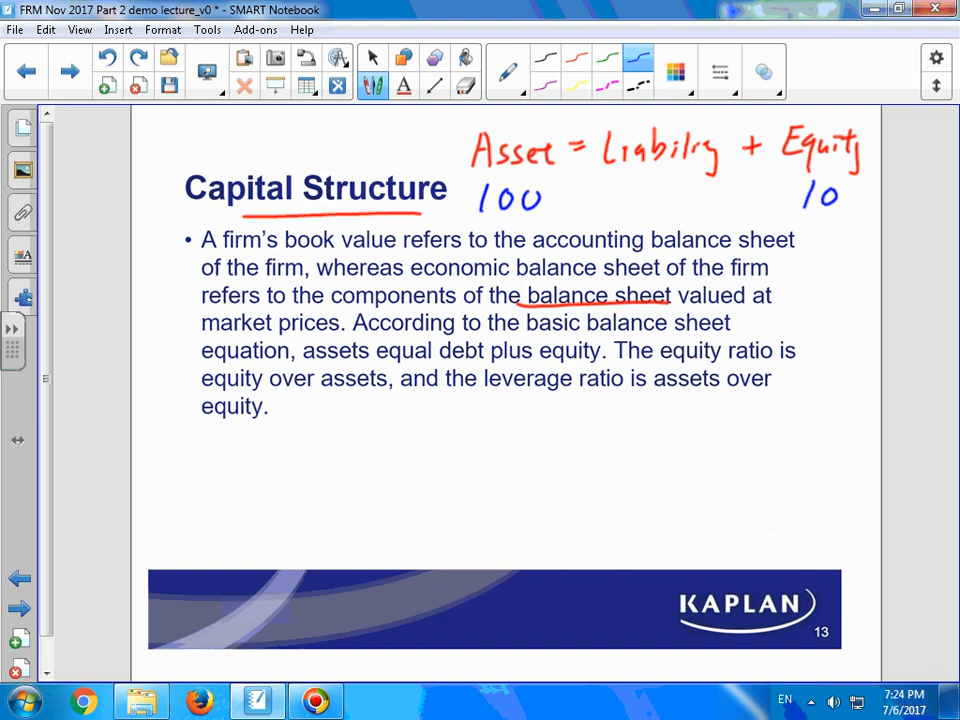 FRM Nov 2017 Part 2 demo lecture_v0 * - SMART Notebook
File Edit View Insert Format Tools Add-ons Help
Asset = Liability + Equity
100 10
Capital Structure
• A firm's book value refers to the accounting balance sheet
of the firm, whereas economic balance sheet of the firm
refers to the components of the balance sheet valued at
market prices. According to the basic balance sheet
equation, assets equal debt plus equity. The equity ratio is
equity over assets, and the leverage ratio is assets over
equity.
KAPLAN
13
EN
7:24 PM
7/6/2017